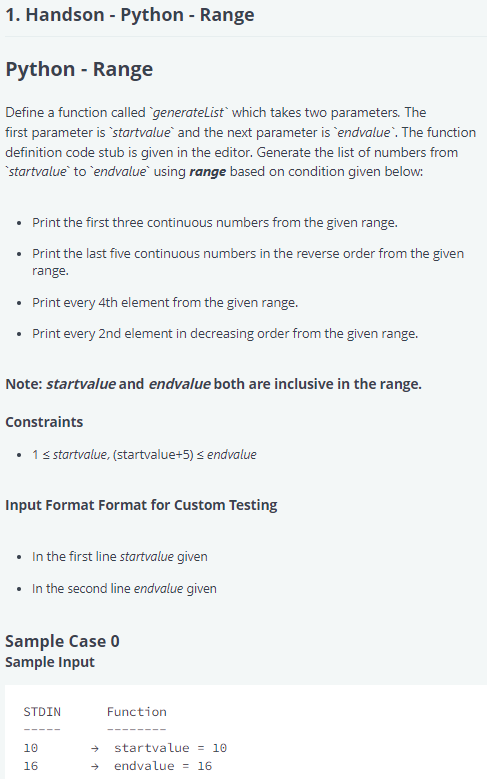 1. Handson - Python - Range
Python - Range
Define a function called `generateList` which takes two parameters. The
first parameter is `startvalue` and the next parameter is `endvalue`. The function
definition code stub is given in the editor. Generate the list of numbers from
`startvalue` to `endvalue` using range based on condition given below:
• Print the first three continuous numbers from the given range.
• Print the last five continuous numbers in the reverse order from the given
range.
• Print every 4th element from the given range.
• Print every 2nd element in decreasing order from the given range.
Note: startvalue and endvalue both are inclusive in the range.
Constraints
• 1 ≤ startvalue, (startvalue+5) ≤ endvalue
Input Format Format for Custom Testing
• In the first line startvalue given
• In the second line endvalue given
Sample Case 0
Sample Input
STDIN Function
----- --------
10 → startvalue = 10
16 → endvalue = 16